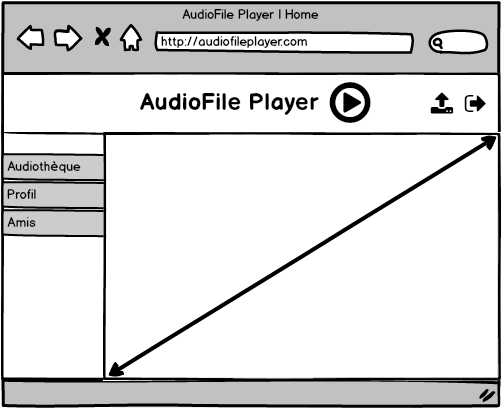 AudioFile Player | Home
http://audiofileplayer.com
AudioFile Player
Audiothèque
Profil
Amis